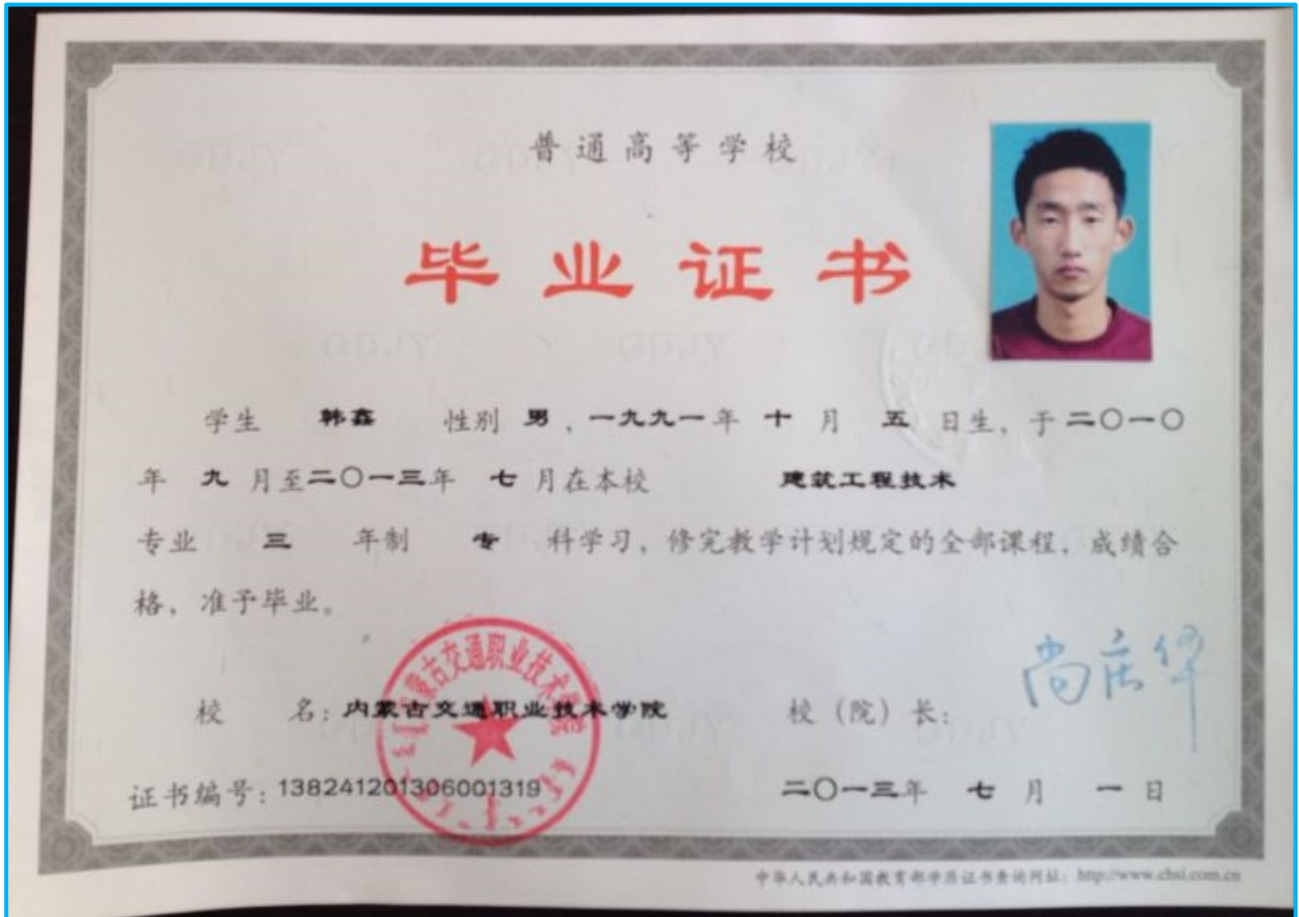 普通高等学校
毕业证书
学生 韩鑫 性别 男、一九九一年 十 月 五 日生，于二〇一〇
年 九 月至二〇一三年 七 月在本校 建筑工程技术
专业 三 年制 专 科学习，修完教学计划规定的全部课程，成绩合
格，准予毕业。
校 名：内蒙古交通职业技术学院 校（院）长：尚庆华
证书编号：138241201306001319 二〇一三年 七 月 一 日
中华人民共和国教育部学历证书查询网址：http://www.chsi.com.cn